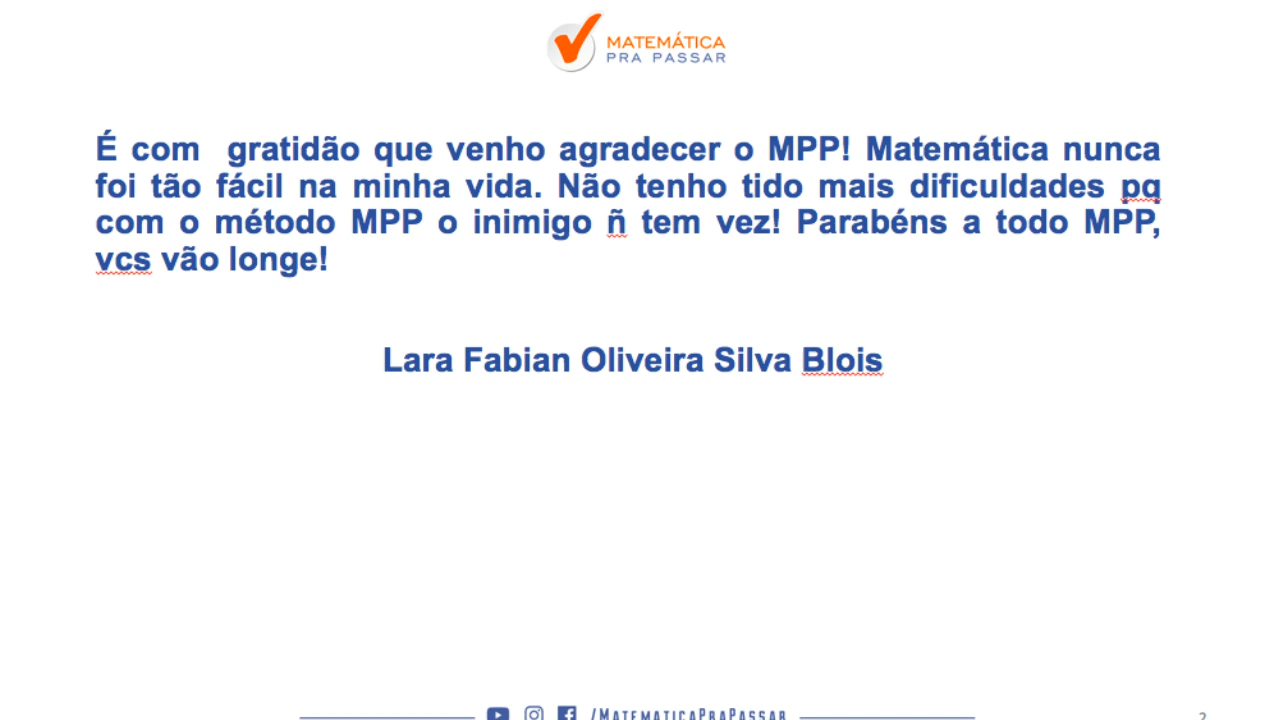 MATEMÁTICA
PRA PASSAR
É com gratidão que venho agradecer o MPP! Matemática nunca
foi tão fácil na minha vida. Não tenho tido mais dificuldades pq
com o método MPP o inimigo ñ tem vez! Parabéns a todo MPP,
vcs vão longe!
Lara Fabian Oliveira Silva Blois
/MATEMATICAPRAPASSAR
2